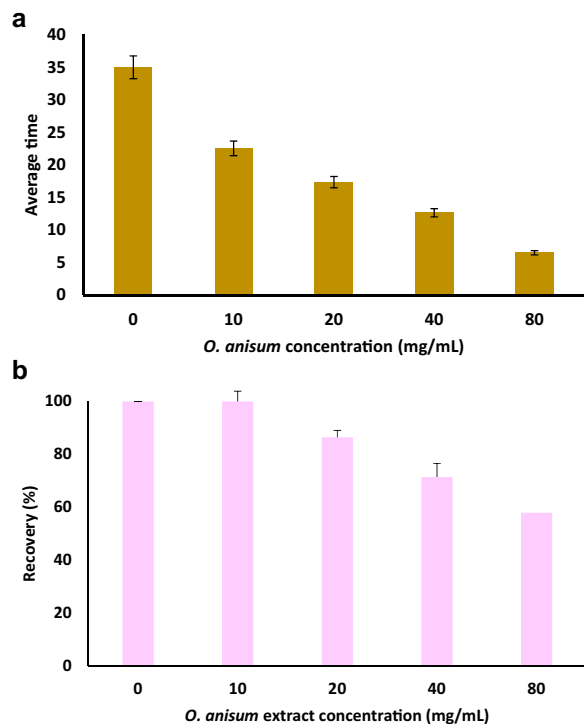 a
40
35
30
25
20
15
10
5
0
Average time
0 10 20 40 80
O. anisum concentration (mg/mL)
b
100
80
60
40
20
0
Recovery (%)
0 10 20 40 80
O. anisum extract concentration (mg/mL)